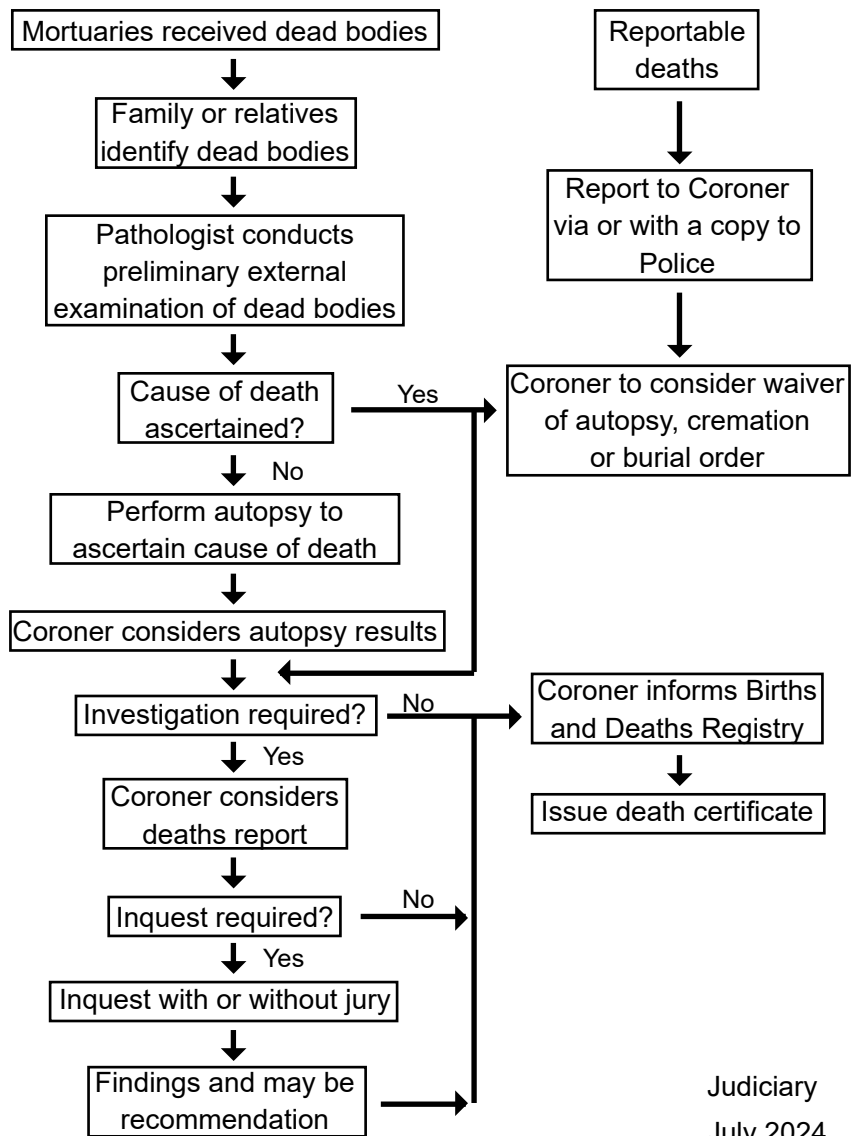 Mortuaries received dead bodies
Family or relatives
identify dead bodies
Pathologist conducts
preliminary external
examination of dead bodies
Cause of death
ascertained?
Yes
No
Perform autopsy to
ascertain cause of death
Coroner considers autopsy results
Investigation required?
No
Yes
Coroner considers
deaths report
Inquest required?
No
Yes
Inquest with or without jury
Findings and may be
recommendation
Reportable
deaths
Report to Coroner
via or with a copy to
Police
Coroner to consider waiver
of autopsy, cremation
or burial order
Coroner informs Births
and Deaths Registry
Issue death certificate
Judiciary
July 2024